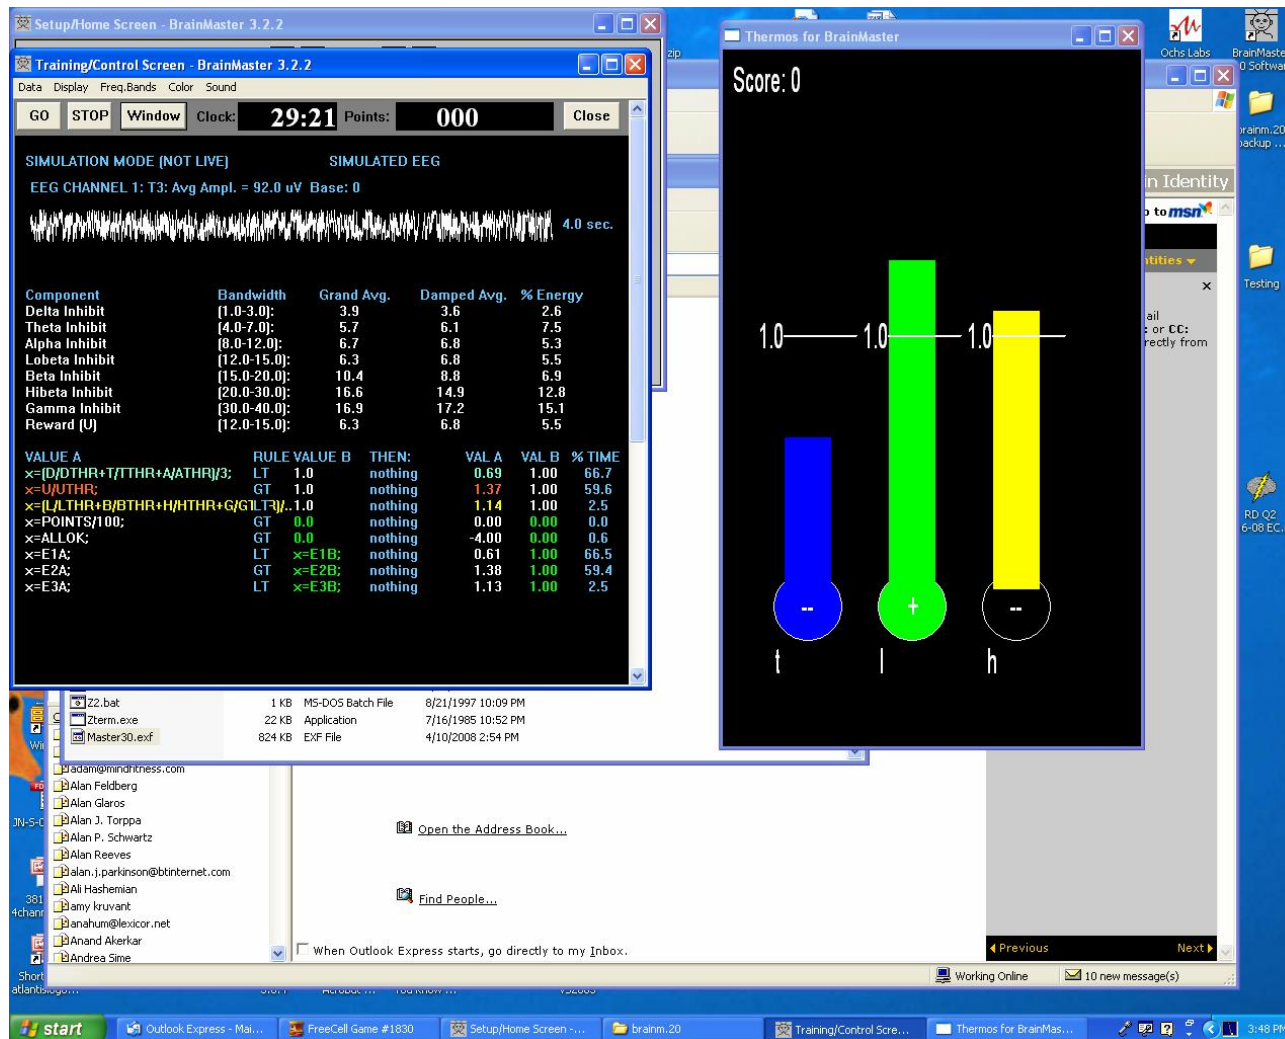 Setup/Home Screen - BrainMaster 3.2.2
Training/Control Screen - BrainMaster 3.2.2
Data Display Freq.Bands Color Sound
GO STOP Window Clock: 29:21 Points: 000 Close
SIMULATION MODE (NOT LIVE) SIMULATED EEG
EEG CHANNEL 1: T3: Avg Ampl. = 92.0 uV Base: 0
4.0 sec.
Component Bandwidth Grand Avg. Damped Avg. % Energy
Delta Inhibit (1.0-3.0): 3.9 3.6 2.6
Theta Inhibit (4.0-7.0): 5.7 6.1 7.5
Alpha Inhibit (8.0-12.0): 6.7 6.8 5.3
Lobeta Inhibit (12.0-15.0): 6.3 6.8 5.5
Beta Inhibit (15.0-20.0): 10.4 8.8 6.9
Hibeta Inhibit (20.0-30.0): 16.6 14.9 12.8
Gamma Inhibit (30.0-40.0): 16.9 17.2 15.1
Reward (U) (12.0-15.0): 6.3 6.8 5.5
VALUE A RULE VALUE B THEN: VAL A VAL B % TIME
x=(D/DTHR+T/TTHR+A/ATHR)/3; LT 1.0 nothing 0.69 1.00 66.7
x=U/UTHR; GT 1.0 nothing 1.37 1.00 59.6
x=(L/LTHR+B/BTHR+H/HTHR+G/GTLTR)/..1.0 nothing 1.14 1.00 2.5
x=POINTS/100; GT 0.0 nothing 0.00 0.00 0.0
x=ALLOK; GT 0.0 nothing -4.00 0.00 0.6
x=E1A; LT x=E1B; nothing 0.61 1.00 66.5
x=E2A; GT x=E2B; nothing 1.38 1.00 59.4
x=E3A; LT x=E3B; nothing 1.13 1.00 2.5
Thermos for BrainMaster
Score: 0
1.0 1.0 1.0
-- + --
t l h
zip
Ochs Labs
Identity
to msn
Testing
RD Q2
6-08 EC...
ail
or CC:
rectly from
Z2.bat 1 KB MS-DOS Batch File 8/21/1997 10:09 PM
Zterm.exe 22 KB Application 7/16/1985 10:52 PM
Master30.exf 824 KB EXF File 4/10/2008 2:54 PM
adam@mindfitness.com
Alan Feldberg
Alan Glaros
Alan J. Torppa
Alan P. Schwartz
Alan Reeves
alan.j.parkinson@btinternet.com
Ali Hashemian
amy kruvant
anahum@lexicor.net
Anand Akerkar
Andrea Sime
Open the Address Book...
Find People...
When Outlook Express starts, go directly to my Inbox.
Previous Next
Working Online 10 new message(s)
start Outlook Express - Mai... FreeCell Game #1830 Setup/Home Screen -... brainm.20 Training/Control Scre... Thermos for BrainMas... 3:48 PM